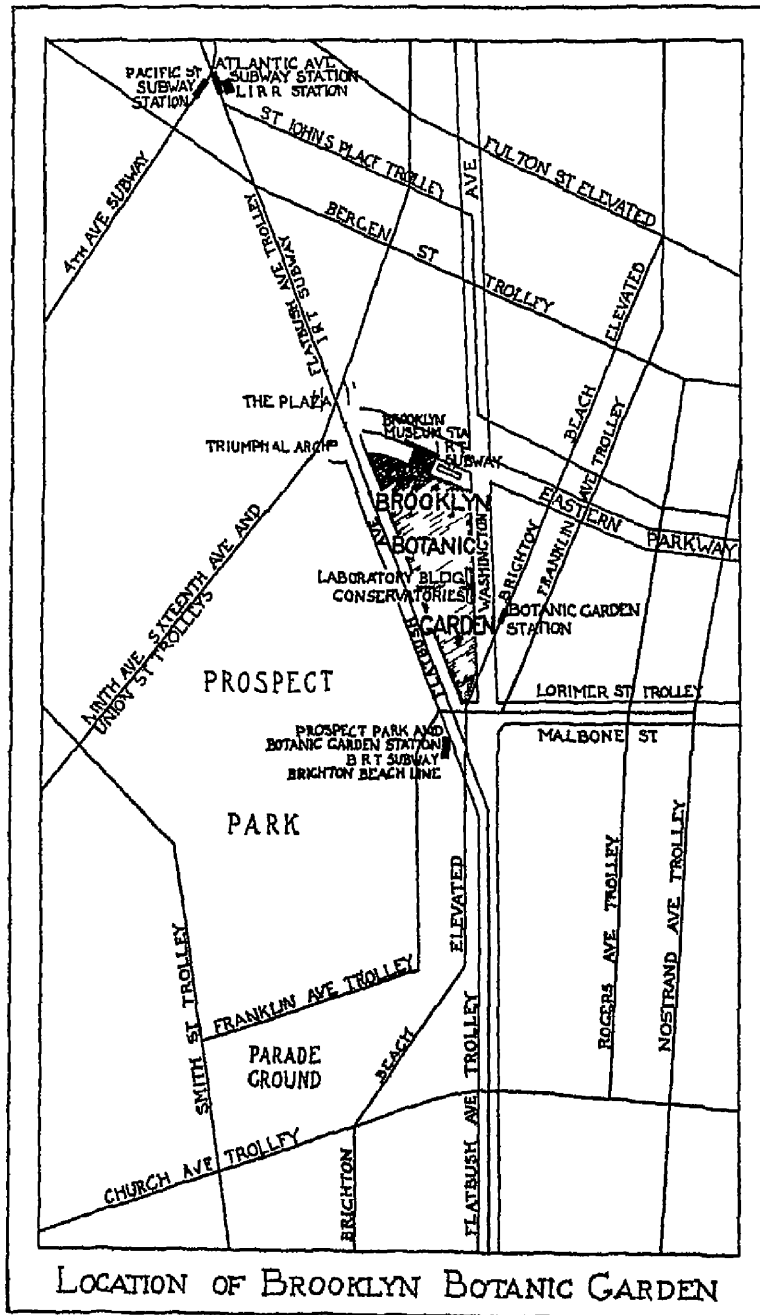 PACIFIC ST
SUBWAY
STATION
ATLANTIC AVE
SUBWAY STATION
L I R R STATION
ST JOHNS PLACE TROLLEY
AVE
FULTON ST ELEVATED
4TH AVE SUBWAY
FLATBUSH AVE TROLLEY
I R T SUBWAY
BERGEN ST TROLLEY
ELEVATED
BEACH
BRIGHTON
FRANKLIN AVE TROLLEY
THE PLAZA
TRIUMPHAL ARCH
BROOKLYN
MUSEUM STA
I R T
SUBWAY
EASTERN PARKWAY
BROOKLYN
BOTANIC
GARDEN
LABORATORY BLDG
CONSERVATORIES
WASHINGTON
AVE
FLATBUSH
BOTANIC GARDEN
STATION
NINTH AVE SIXTEENTH AVE AND
UNION ST TROLLEYS
PROSPECT
PARK
LORIMER ST TROLLEY
MALBONE ST
PROSPECT PARK AND
BOTANIC GARDEN STATION
B R T SUBWAY
BRIGHTON BEACH LINE
ELEVATED
BEACH
BRIGHTON
SMITH ST TROLLEY
FRANKLIN AVE TROLLEY
PARADE
GROUND
CHURCH AVE TROLLEY
FLATBUSH AVE TROLLEY
ROGERS AVE TROLLEY
NOSTRAND AVE TROLLEY
LOCATION OF BROOKLYN BOTANIC GARDEN